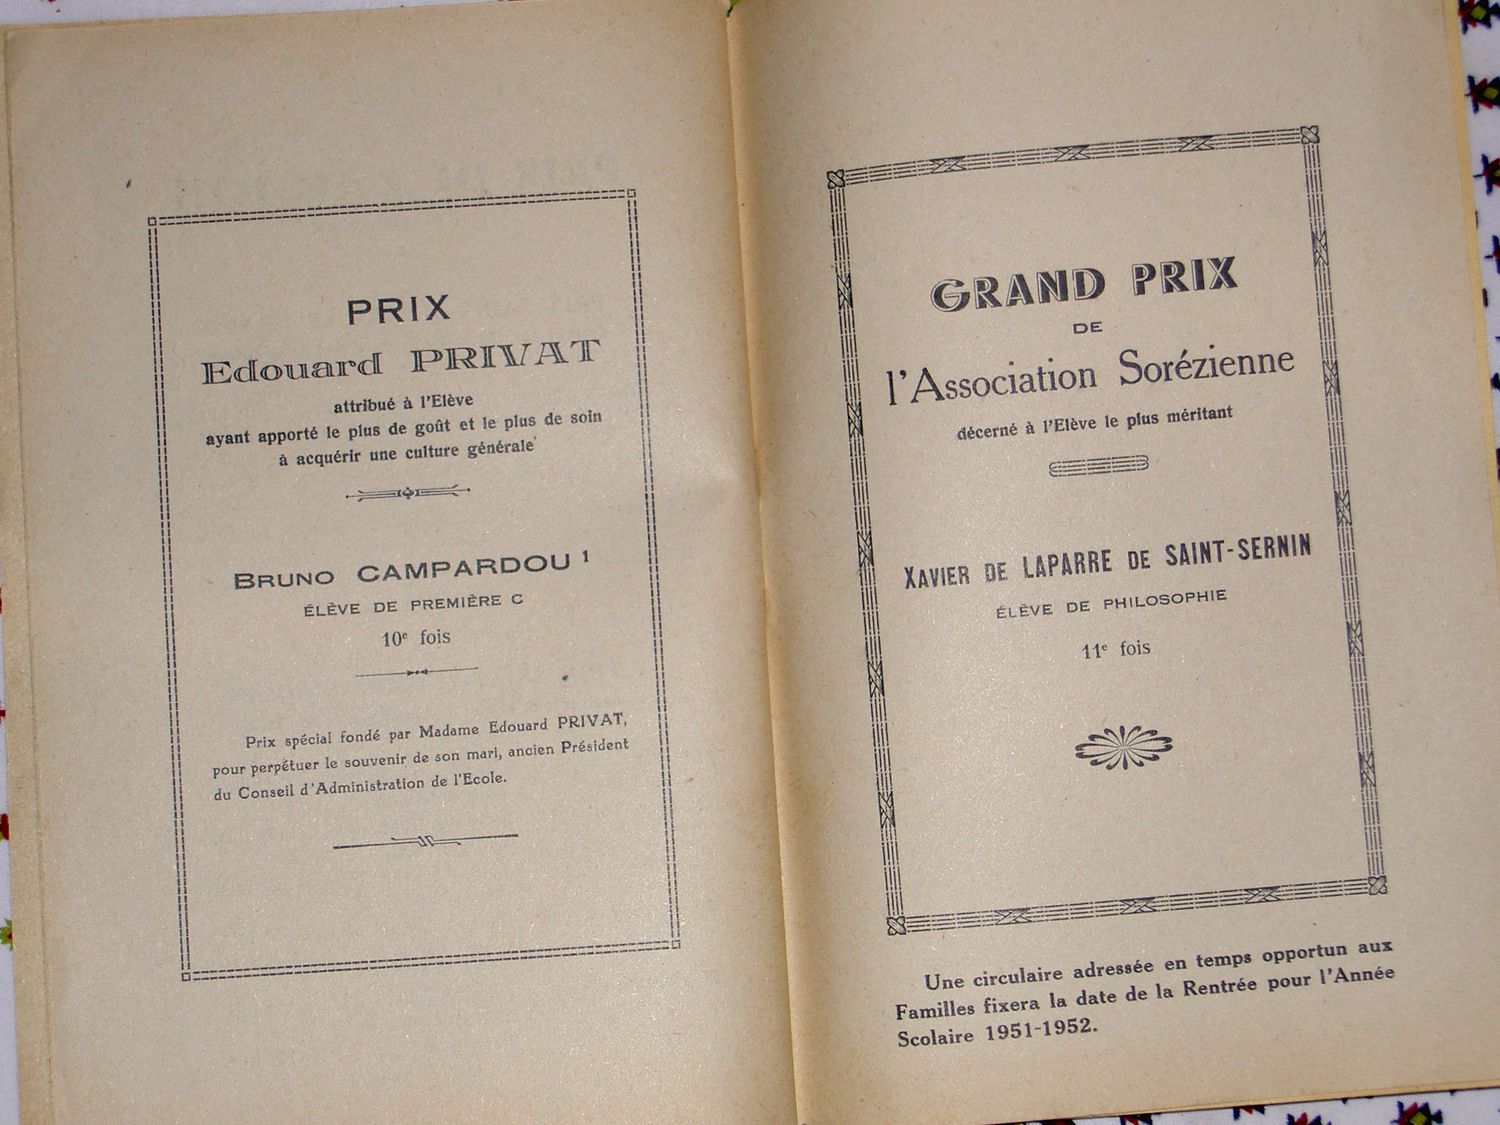 PRIX
Edouard PRIVAT
attribué à l'Elève
ayant apporté le plus de goût et le plus de soin
à acquérir une culture générale
BRUNO CAMPARDOU 1
ÉLÈVE DE PREMIÈRE C
10e fois
Prix spécial fondé par Madame Edouard PRIVAT,
pour perpétuer le souvenir de son mari, ancien Président
du Conseil d'Administration de l'Ecole.
GRAND PRIX
DE
l'Association Sorézienne
décerné à l'Elève le plus méritant
XAVIER DE LAPARRE DE SAINT-SERNIN
ÉLÈVE DE PHILOSOPHIE
11e fois
Une circulaire adressée en temps opportun aux
Familles fixera la date de la Rentrée pour l'Année
Scolaire 1951-1952.